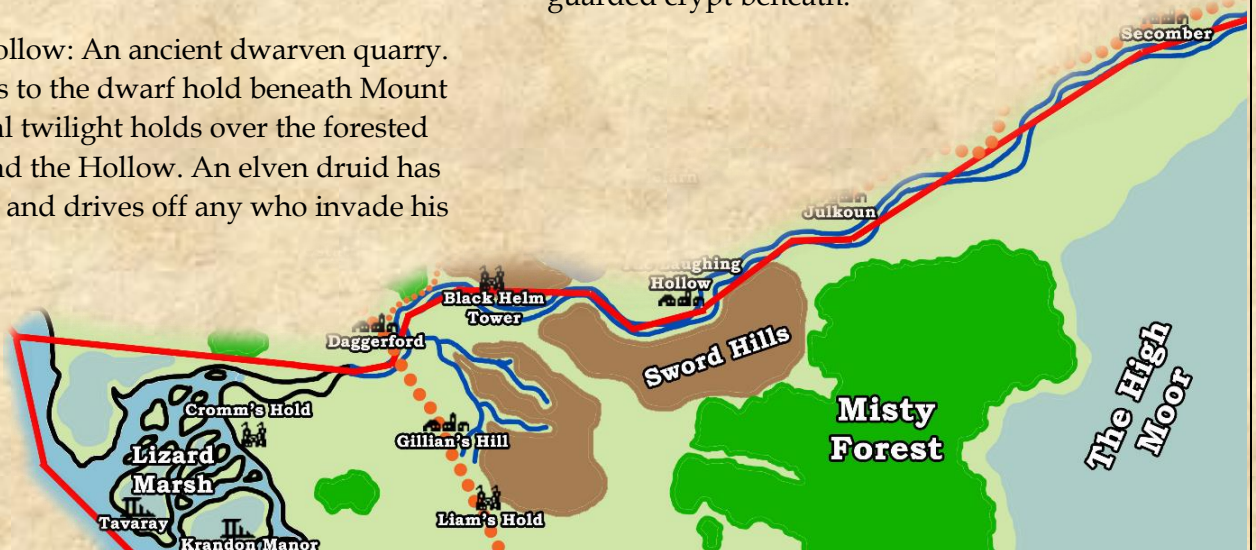 guarded crypt beneath.
ollow: An ancient dwarven quarry.
s to the dwarf hold beneath Mount
al twilight holds over the forested
nd the Hollow. An elven druid has
and drives off any who invade his
Secomber
Julkoun
Laughing
Hollow
Black Helm
Tower
Daggerford
Sword Hills
Cromm's Hold
Gillian's Hill
Misty
Forest
The High
Moor
Lizard
Marsh
Liam's Hold
Tavaray
Krandon Manor